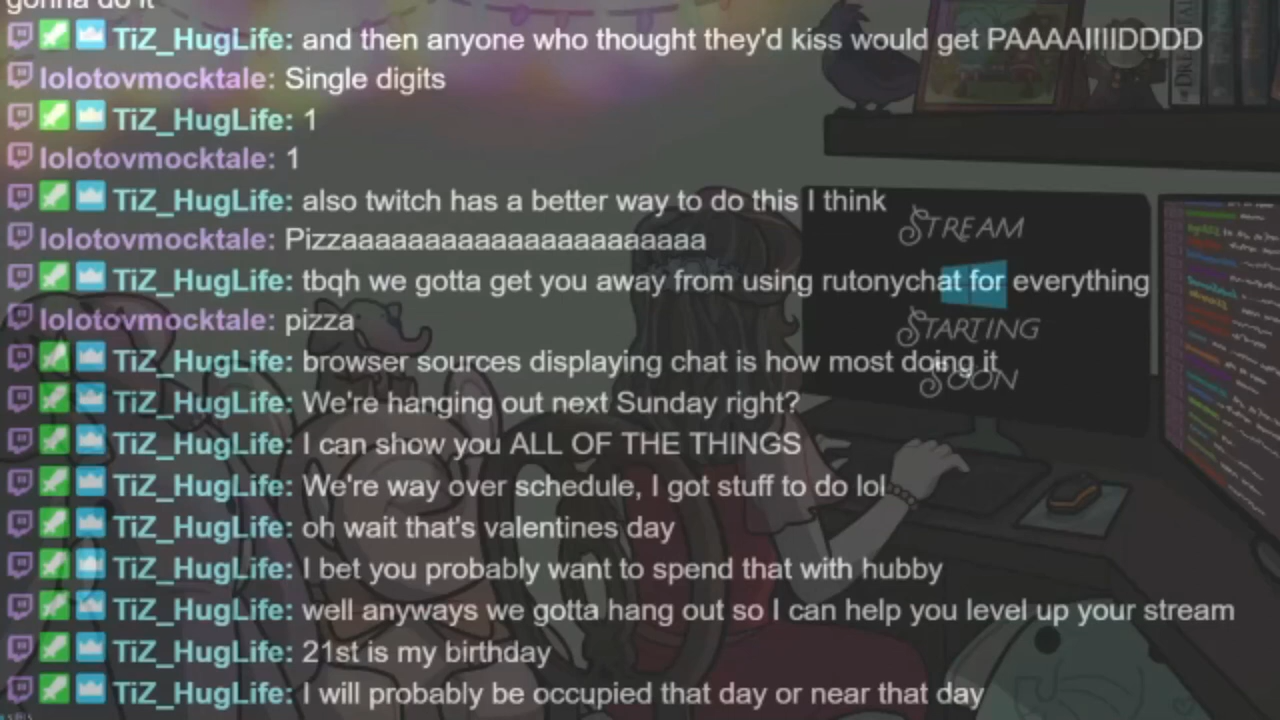 gonna do it
TiZ_HugLife: and then anyone who thought they'd kiss would get PAAAAIIIIDDDD
lolotovmocktale: Single digits
TiZ_HugLife: 1
lolotovmocktale: 1
TiZ_HugLife: also twitch has a better way to do this I think
lolotovmocktale: Pizzaaaaaaaaaaaaaaaaaaaaaa
TiZ_HugLife: tbqh we gotta get you away from using rutonychat for everything
lolotovmocktale: pizza
TiZ_HugLife: browser sources displaying chat is how most doing it
TiZ_HugLife: We're hanging out next Sunday right?
TiZ_HugLife: I can show you ALL OF THE THINGS
TiZ_HugLife: We're way over schedule, I got stuff to do lol
TiZ_HugLife: oh wait that's valentines day
TiZ_HugLife: I bet you probably want to spend that with hubby
TiZ_HugLife: well anyways we gotta hang out so I can help you level up your stream
TiZ_HugLife: 21st is my birthday
TiZ_HugLife: I will probably be occupied that day or near that day
STREAM
STARTING
SOON